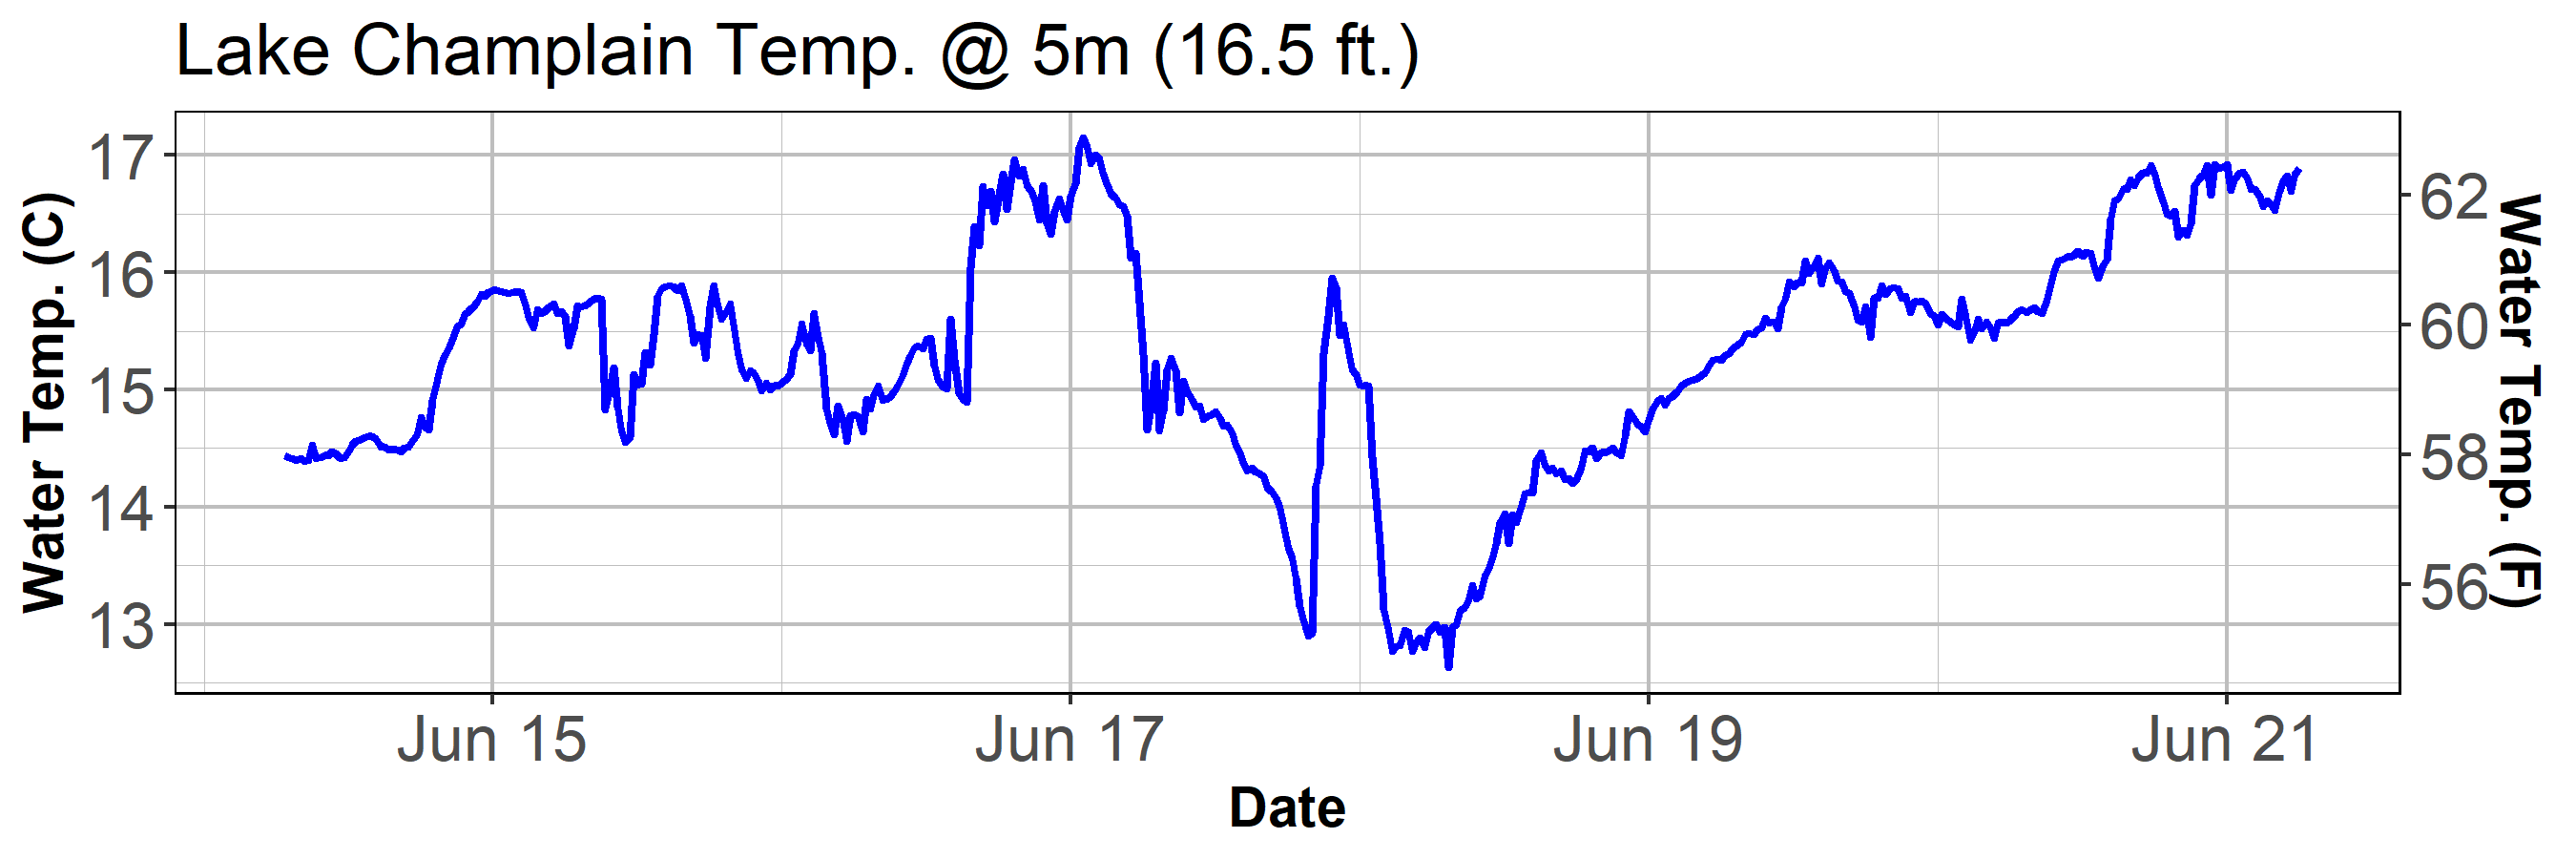 Lake Champlain Temp. @ 5m (16.5 ft.)
Water Temp. (C)
17
16
15
14
13
62
60
58
56
Water Temp. (F)
Jun 15 Jun 17 Jun 19 Jun 21
Date